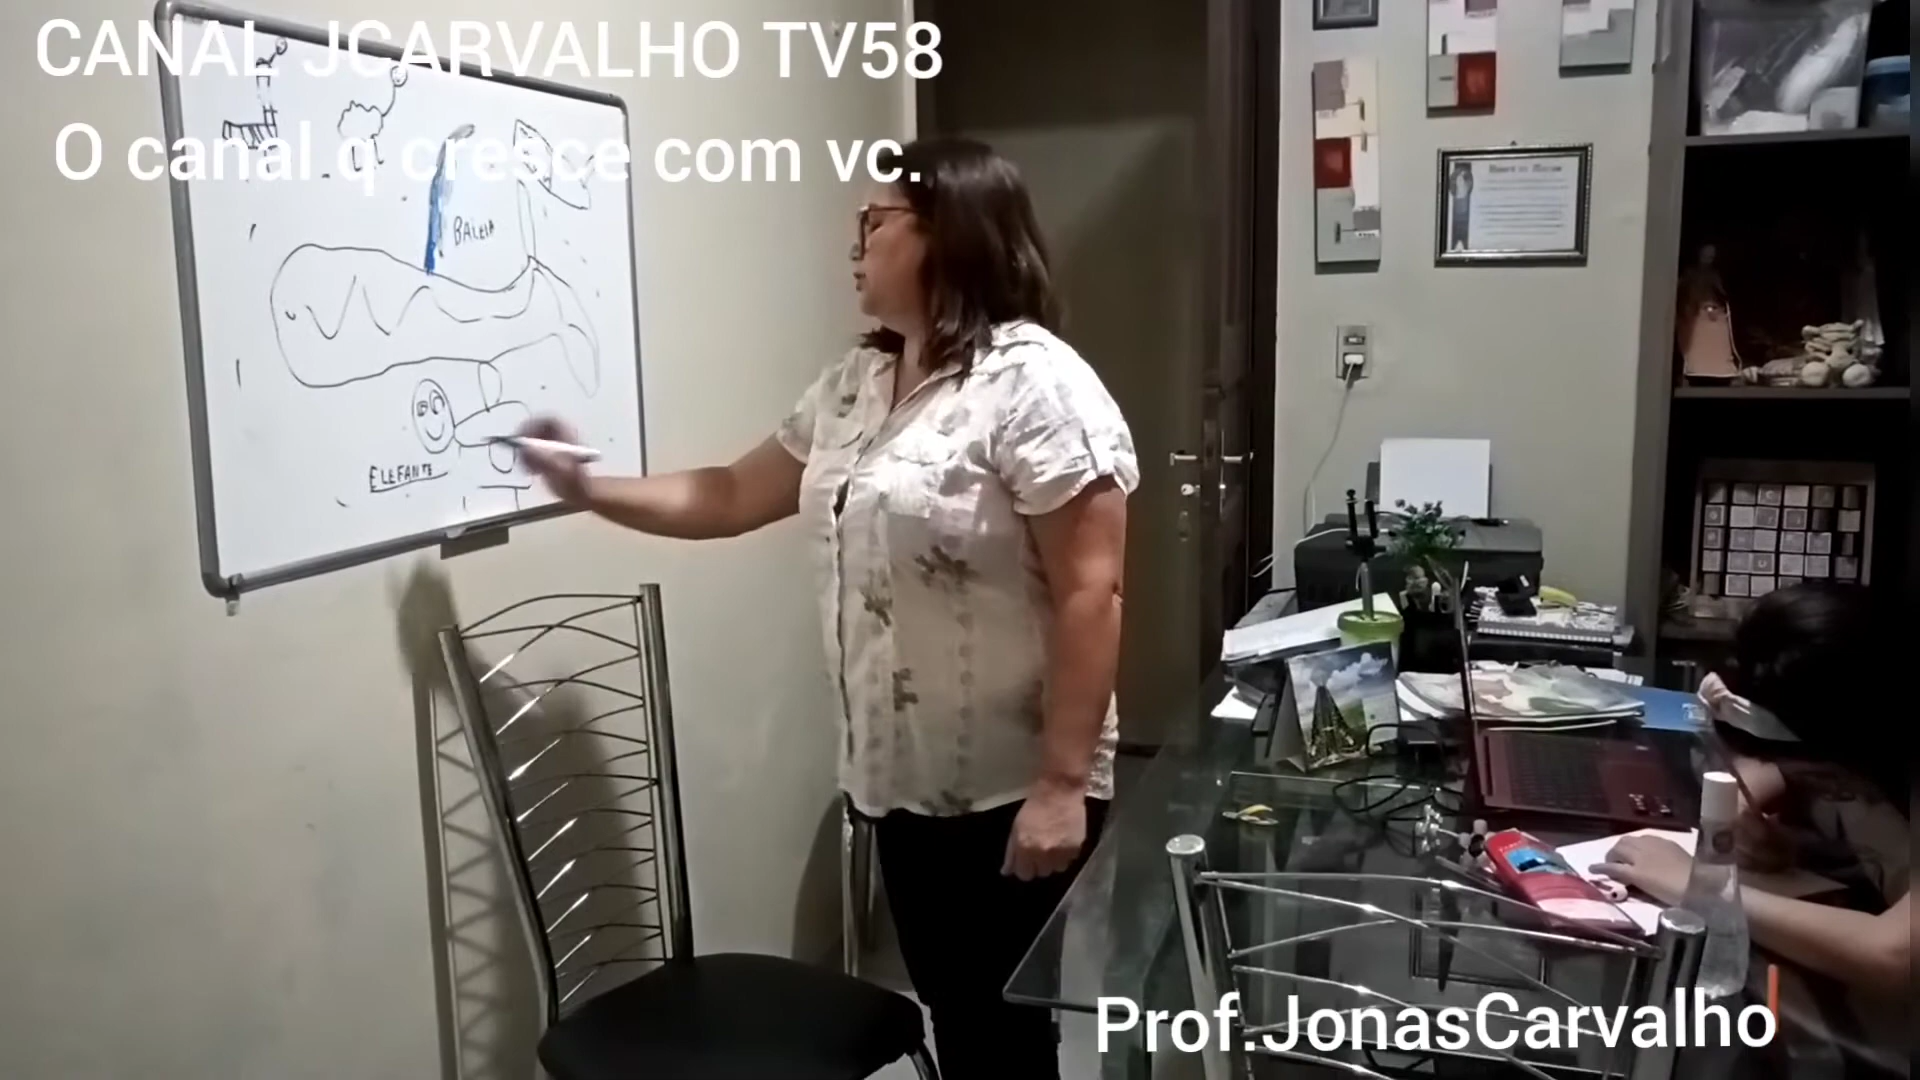 CANAL JCARVALHO TV58
O canal q cresce com vc.
BALEIA
ELEFANTE
Prof.JonasCarvalho